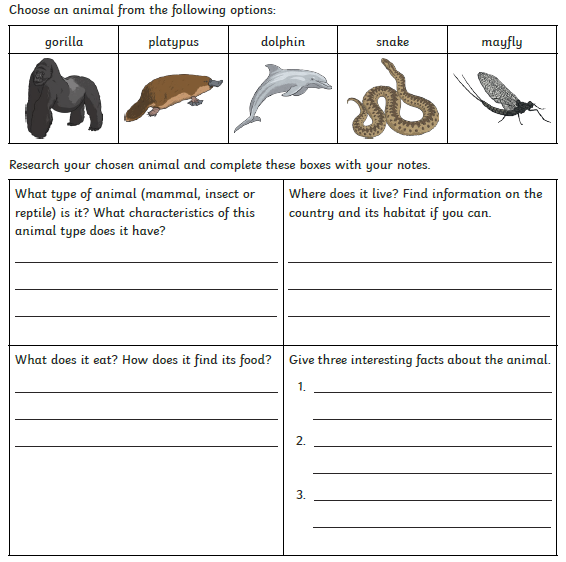 Choose an animal from the following options:
gorilla
platypus
dolphin
snake
mayfly
Research your chosen animal and complete these boxes with your notes.
What type of animal (mammal, insect or
reptile) is it? What characteristics of this
animal type does it have?
Where does it live? Find information on the
country and its habitat if you can.
What does it eat? How does it find its food?
Give three interesting facts about the animal.
1.
2.
3.